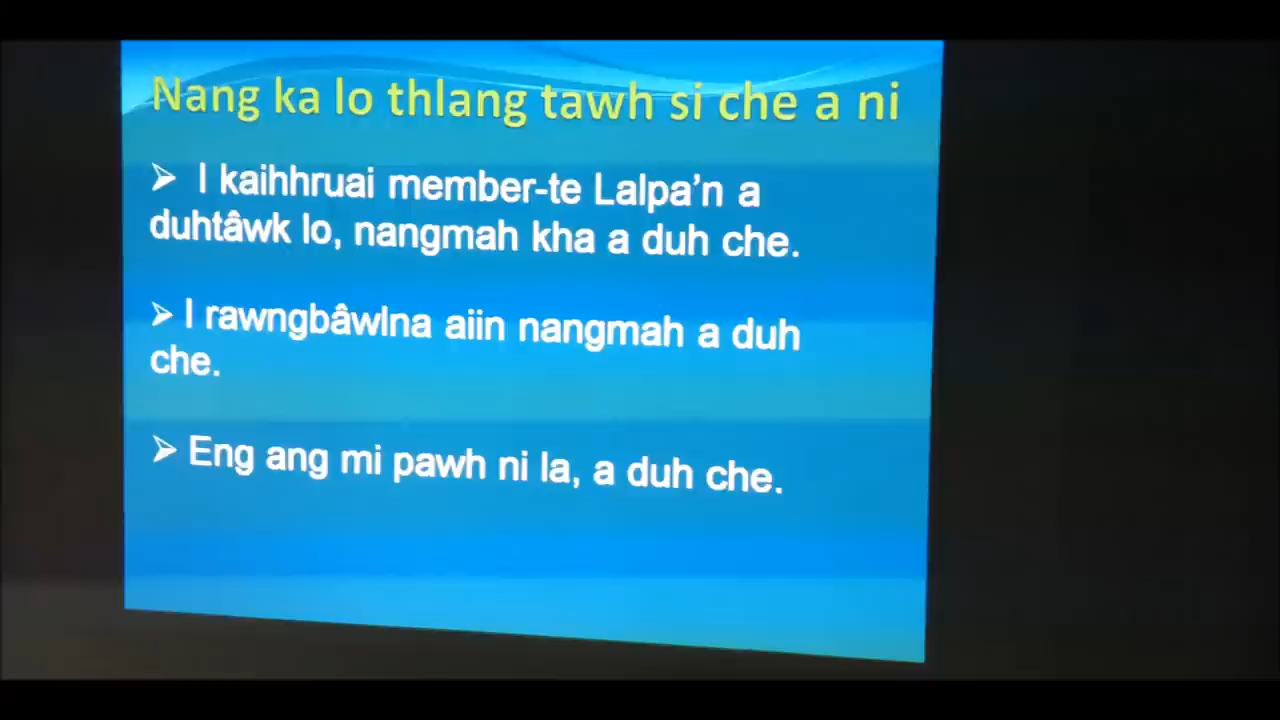 Nang ka lo thlang tawh si che a ni
➢ I kaihhruai member-te Lalpa’n a
duhtâwk lo, nangmah kha a duh che.
➢ I rawngbâwlna aiin nangmah a duh
che.
➢ Eng ang mi pawh ni la, a duh che.